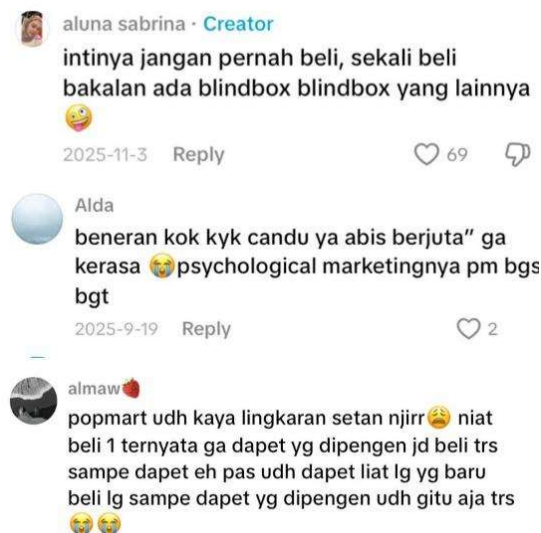 aluna sabrina · Creator
intinya jangan pernah beli, sekali beli
bakalan ada blindbox blindbox yang lainnya
🤪
2025-11-3 Reply 69
Alda
beneran kok kyk candu ya abis berjuta” ga
kerasa 😭psychological marketingnya pm bgs
bgt
2025-9-19 Reply 2
almaw🍓
popmart udh kaya lingkaran setan njirr😩 niat
beli 1 ternyata ga dapet yg dipengen jd beli trs
sampe dapet eh pas udh dapet liat lg yg baru
beli lg sampe dapet yg dipengen udh gitu aja trs
😭😭